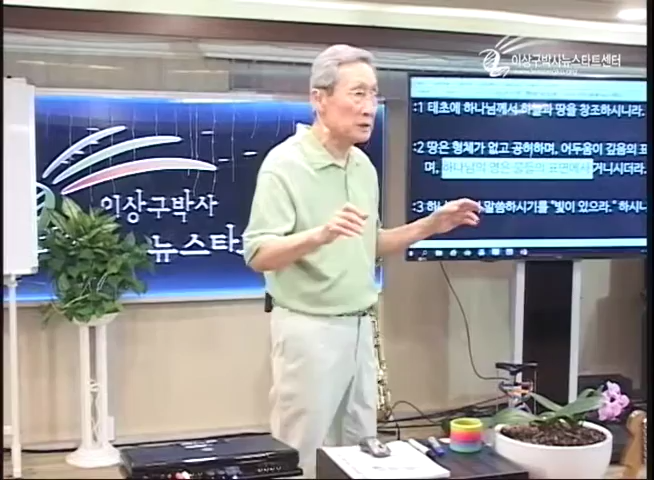 이상구박사뉴스타트센터
:1 태초에 하나님께서 하늘과 땅을 창조하시니라.
:2 땅은 형체가 없고 공허하며, 어두움이 깊음의 표
며, 하나님의 영은 물들의 표면에서 거니시더라.
:3 하나 말씀하시기를 "빛이 있으라." 하시니
이상구박사
뉴스타트